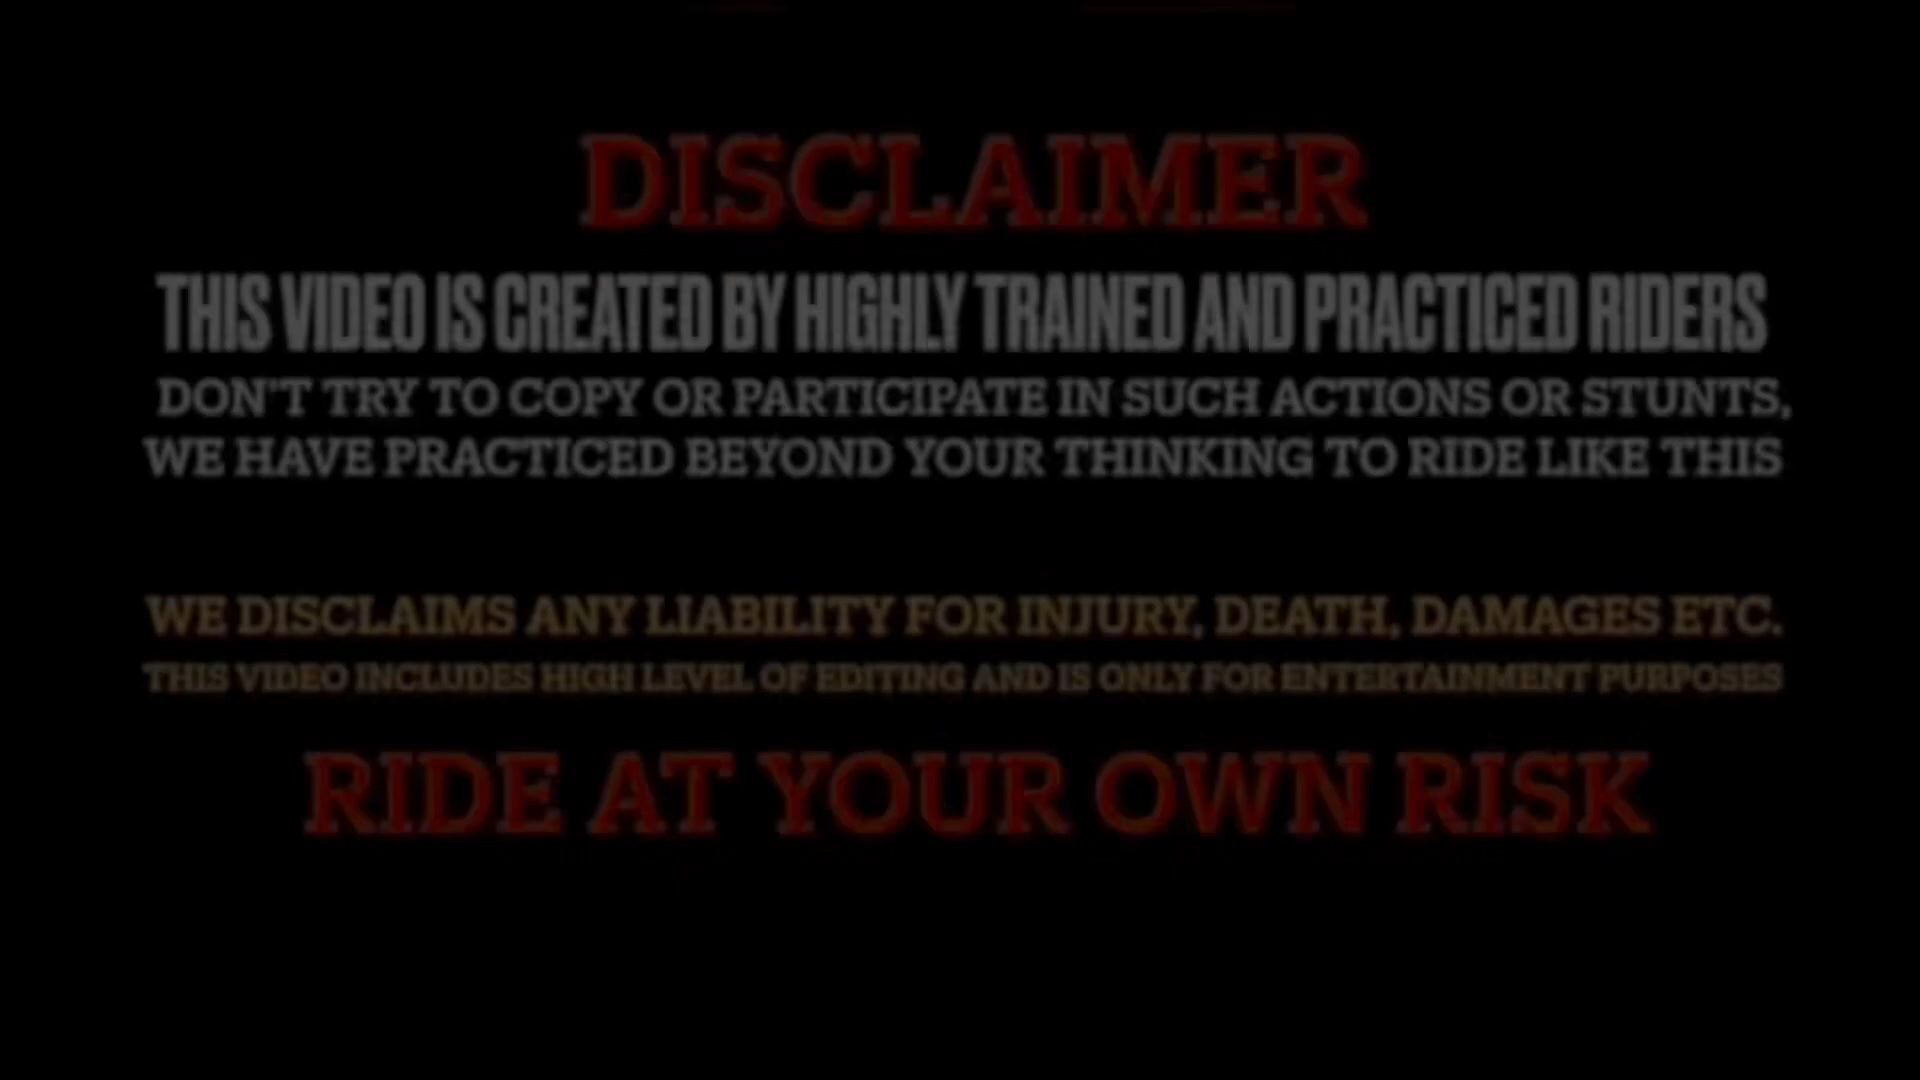 DISCLAIMER
THIS VIDEO IS CREATED BY HIGHLY TRAINED AND PRACTICED RIDERS
DON'T TRY TO COPY OR PARTICIPATE IN SUCH ACTIONS OR STUNTS,
WE HAVE PRACTICED BEYOND YOUR THINKING TO RIDE LIKE THIS
WE DISCLAIMS ANY LIABILITY FOR INJURY, DEATH, DAMAGES ETC.
THIS VIDEO INCLUDES HIGH LEVEL OF EDITING AND IS ONLY FOR ENTERTAINMENT PURPOSES
RIDE AT YOUR OWN RISK